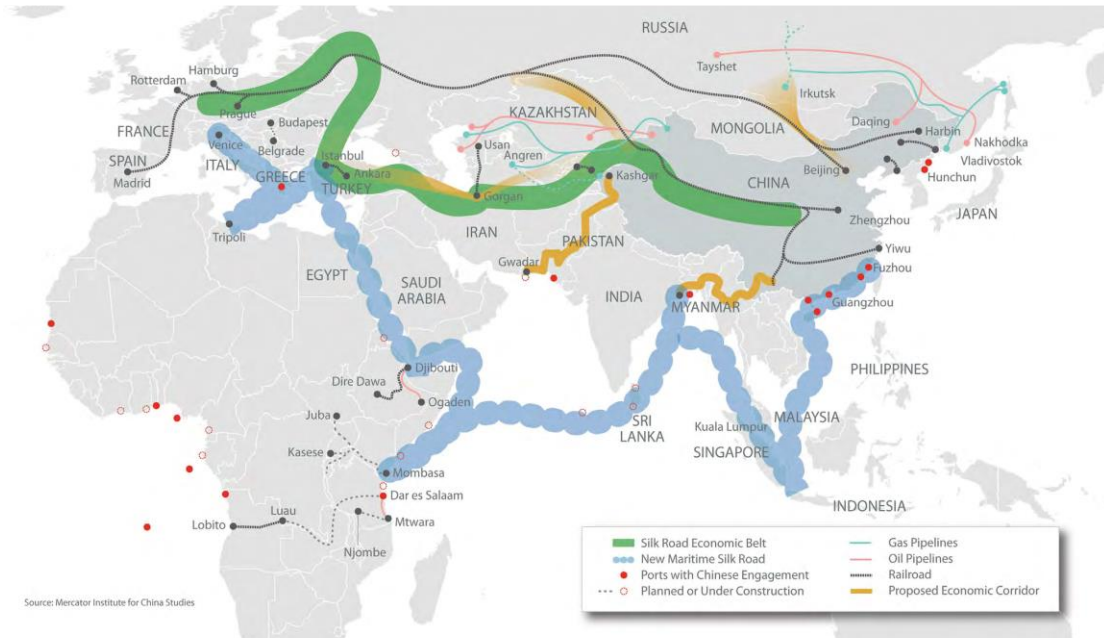 RUSSIA
Hamburg
Rotterdam
Tayshet
Irkutsk
Prague
FRANCE
Budapest
KAZAKHSTAN
MONGOLIA
Daqing
Harbin
Venice
Belgrade
Usan
Nakhodka
ITALY
Angren
Vladivostok
SPAIN
Istanbul
Beijing
Madrid
GREECE
Ankara
Kashgar
CHINA
Hunchun
TURKEY
Gorgan
JAPAN
Tripoli
IRAN
Zhengzhou
PAKISTAN
Yiwu
Gwadar
Fuzhou
EGYPT
SAUDI
ARABIA
INDIA
MYANMAR
Guangzhou
Djibouti
PHILIPPINES
Dire Dawa
Ogaden
Juba
SRI
LANKA
MALAYSIA
Kuala Lumpur
Kasese
SINGAPORE
Mombasa
Dar es Salaam
INDONESIA
Luau
Lobito
Mtwara
Njombe
Silk Road Economic Belt
New Maritime Silk Road
Ports with Chinese Engagement
Planned or Under Construction
Gas Pipelines
Oil Pipelines
Railroad
Proposed Economic Corridor
Source: Mercator Institute for China Studies